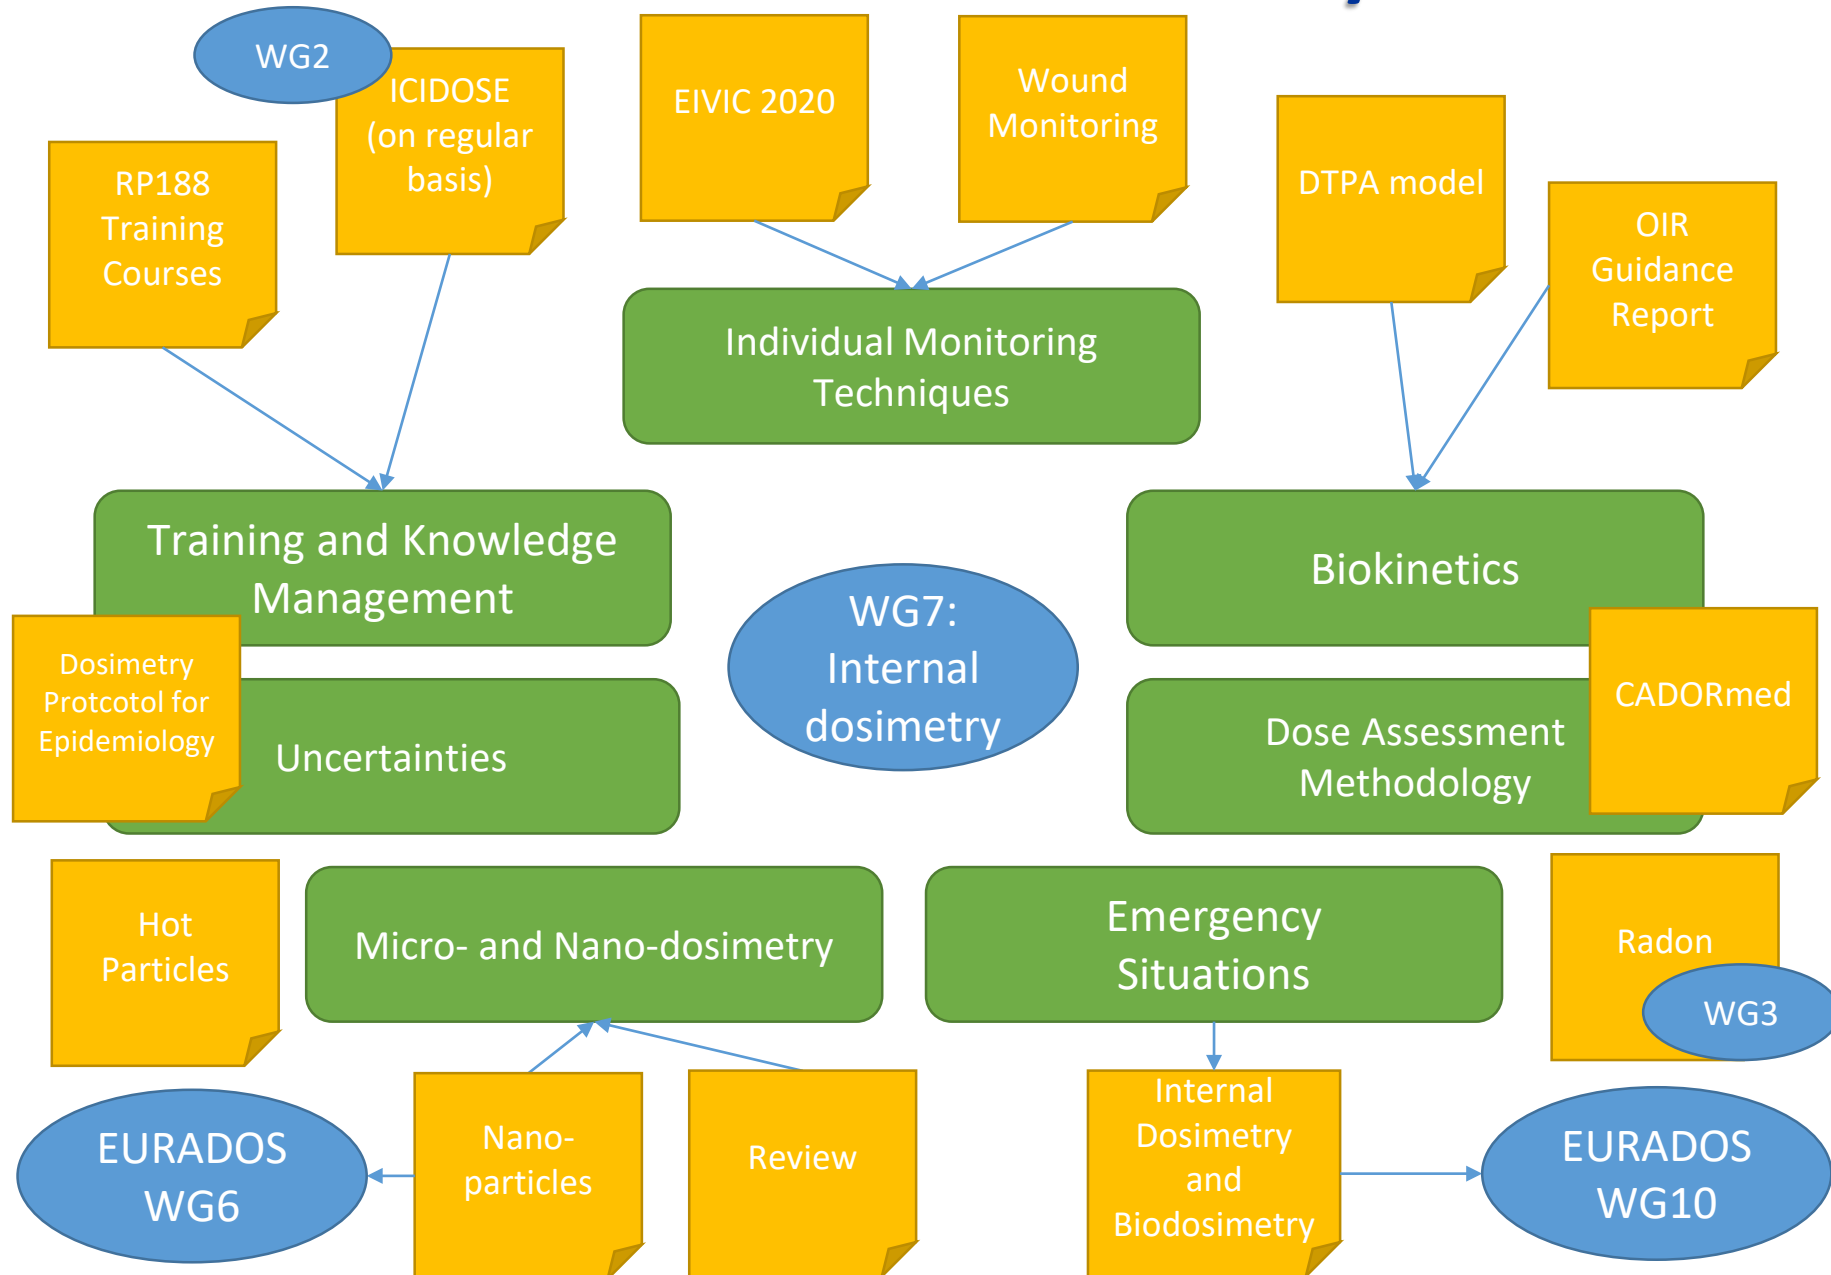 WG2
ICIDOSE
(on regular
basis)
EIVIC 2020
Wound
Monitoring
RP188
Training
Courses
DTPA model
OIR
Guidance
Report
Individual Monitoring
Techniques
Training and Knowledge
Management
Biokinetics
WG7:
Internal
dosimetry
Dosimetry
Protcotol for
Epidemiology
Uncertainties
Dose Assessment
Methodology
CADORmed
Hot
Particles
Micro- and Nano-dosimetry
Emergency
Situations
Radon
WG3
EURADOS
WG6
Nano-
particles
Review
Internal
Dosimetry
and
Biodosimetry
EURADOS
WG10